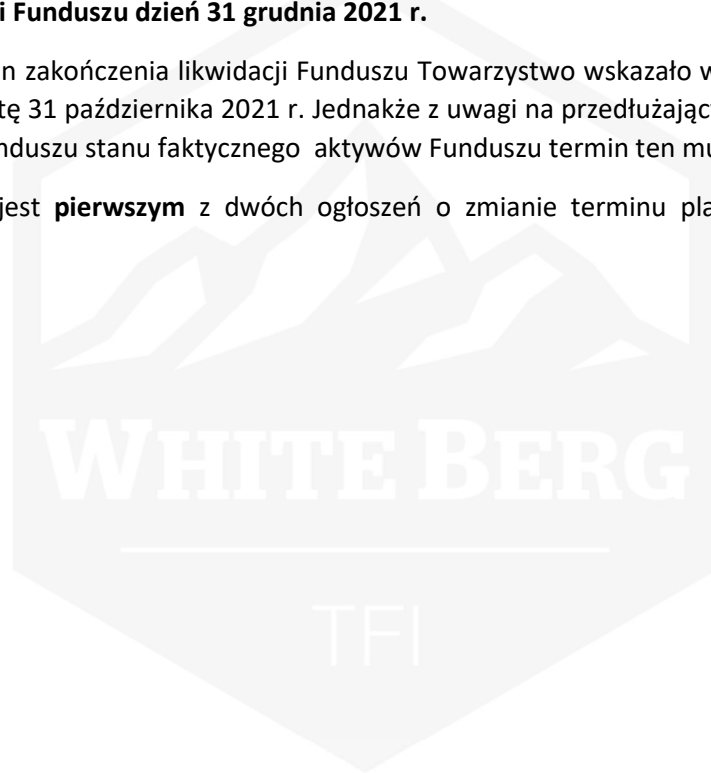 i Funduszu dzień 31 grudnia 2021 r.
n zakończenia likwidacji Funduszu Towarzystwo wskazało w
tę 31 października 2021 r. Jednakże z uwagi na przedłużając
nduszu stanu faktycznego aktywów Funduszu termin ten mu
jest pierwszym z dwóch ogłoszeń o zmianie terminu pla
WHITE BERG
TFI